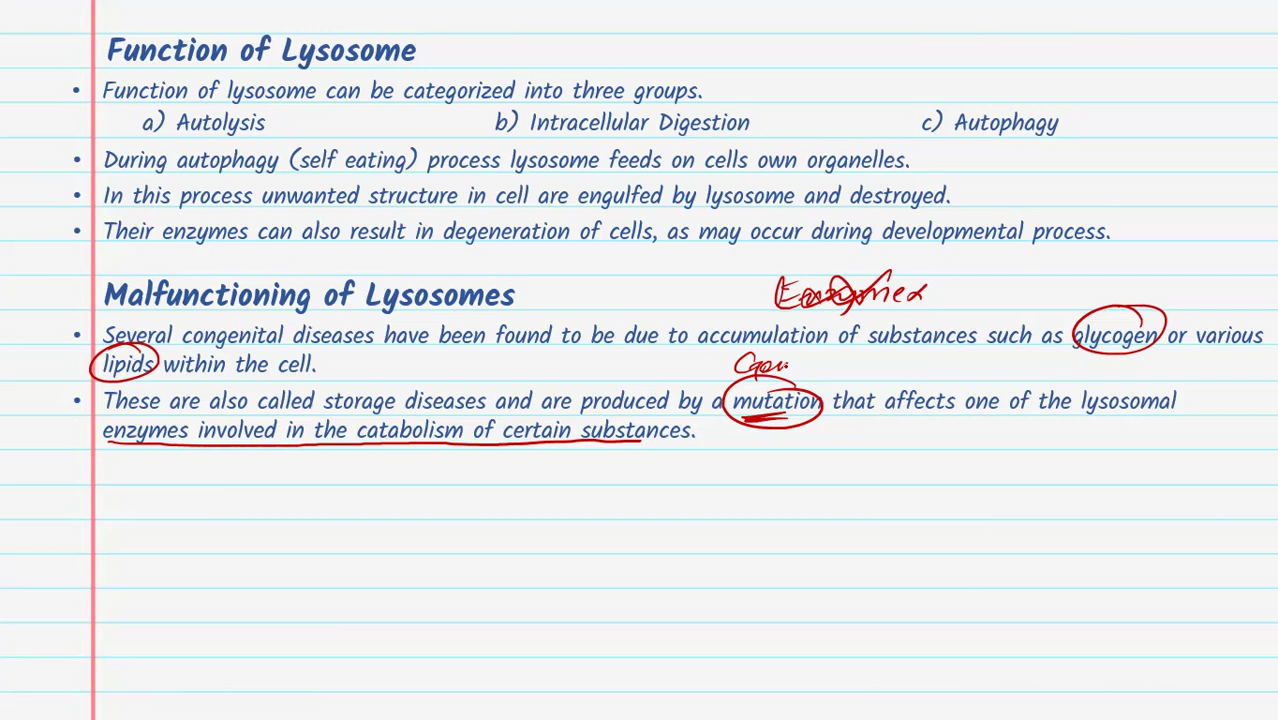 Function of Lysosome
• Function of lysosome can be categorized into three groups.
a) Autolysis b) Intracellular Digestion c) Autophagy
• During autophagy (self eating) process lysosome feeds on cells own organelles.
• In this process unwanted structure in cell are engulfed by lysosome and destroyed.
• Their enzymes can also result in degeneration of cells, as may occur during developmental process.
Malfunctioning of Lysosomes
• Several congenital diseases have been found to be due to accumulation of substances such as glycogen or various
lipids within the cell.
• These are also called storage diseases and are produced by a mutation that affects one of the lysosomal
enzymes involved in the catabolism of certain substances.